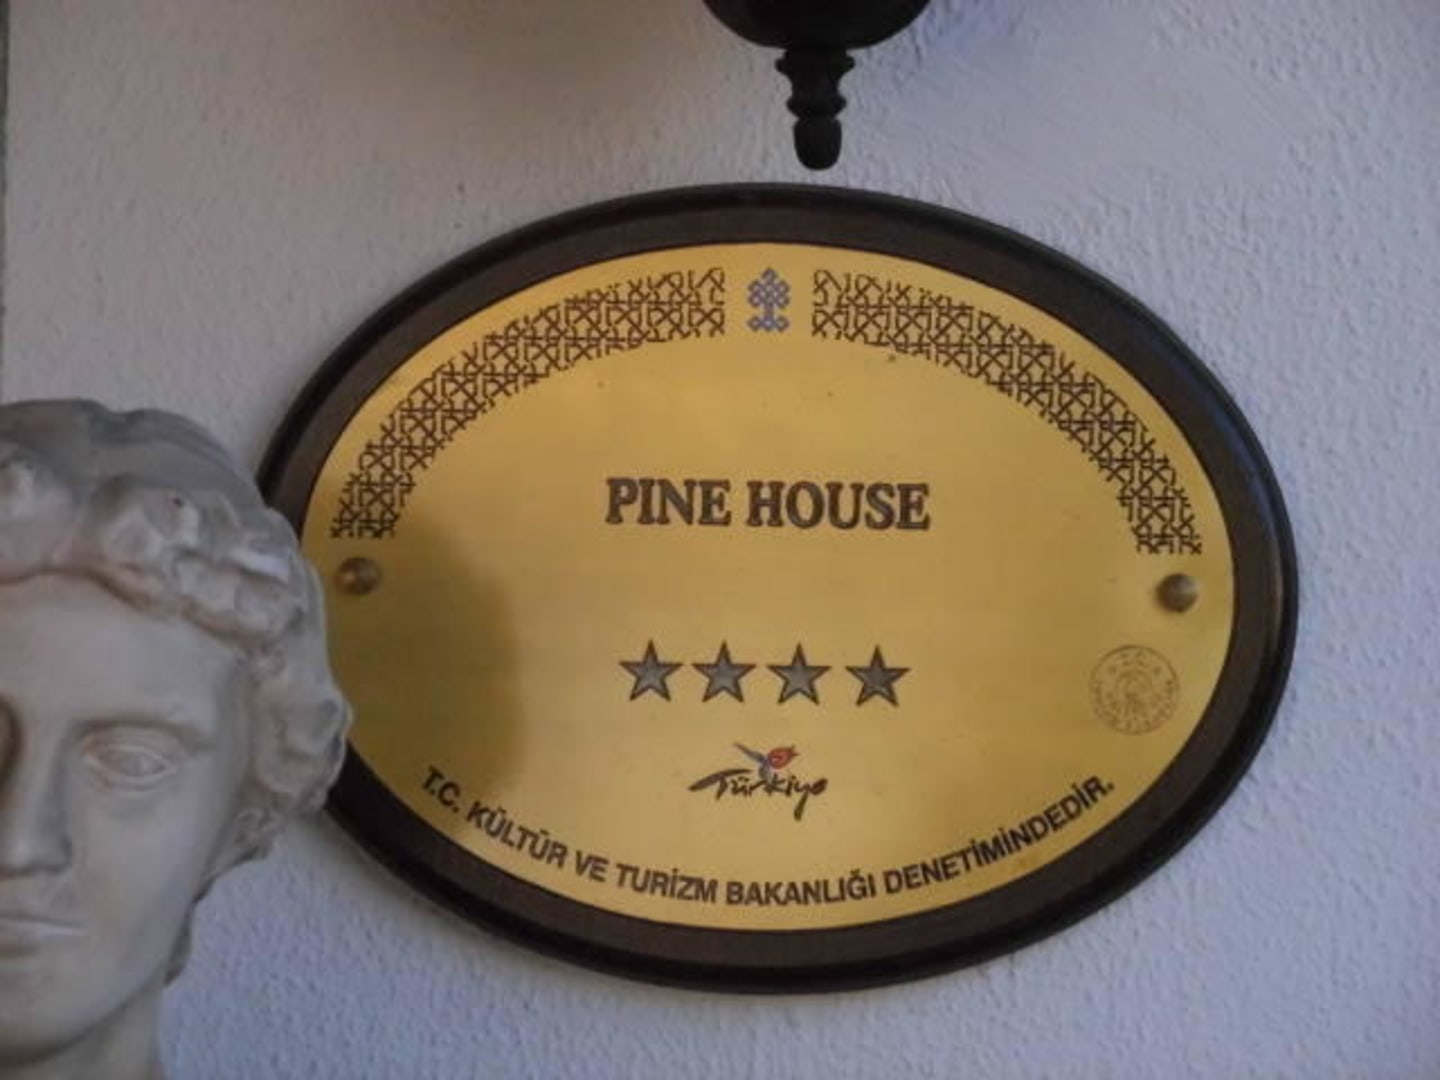 PINE HOUSE
Türkiye
T.C. KÜLTÜR VE TURİZM BAKANLIĞI DENETİMİNDEDİR.